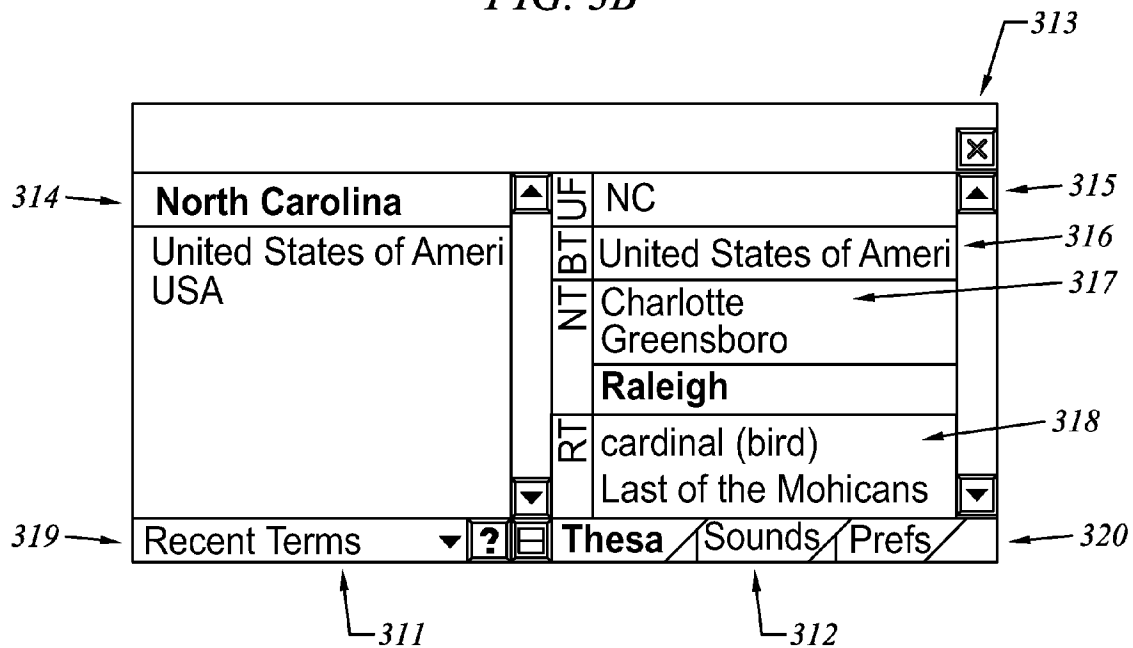 FIG. 3B
313
314
North Carolina
United States of Ameri
USA
UF
NC
315
BT
United States of Ameri
316
NT
Charlotte
Greensboro
317
Raleigh
RT
cardinal (bird)
Last of the Mohicans
318
319
Recent Terms
?
Thesa
Sounds
Prefs
320
311
312